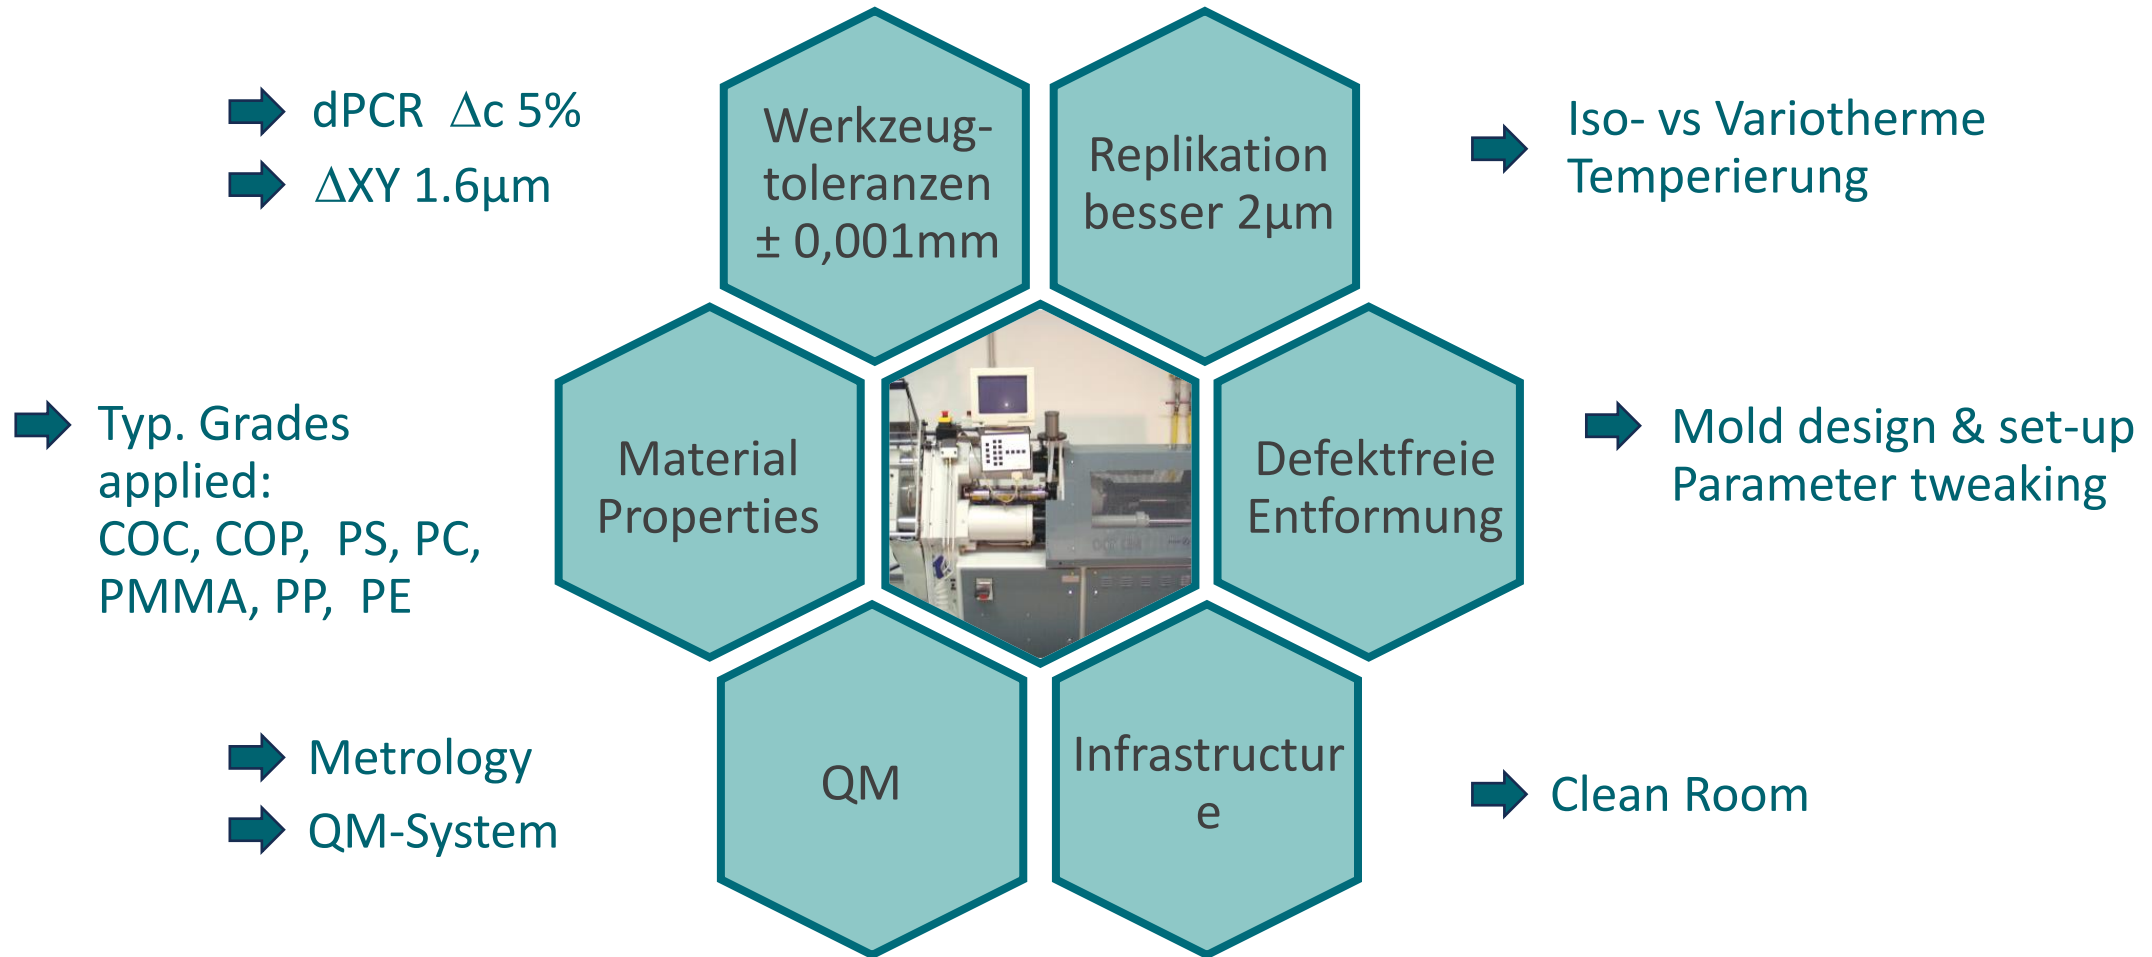 dPCR Δc 5%
ΔXY 1.6µm
Werkzeug-
toleranzen
± 0,001mm
Replikation
besser 2µm
Iso- vs Variotherme
Temperierung
Typ. Grades
applied:
COC, COP, PS, PC,
PMMA, PP, PE
Material
Properties
Defektfreie
Entformung
Mold design & set-up
Parameter tweaking
Metrology
QM-System
QM
Infrastructur
e
Clean Room